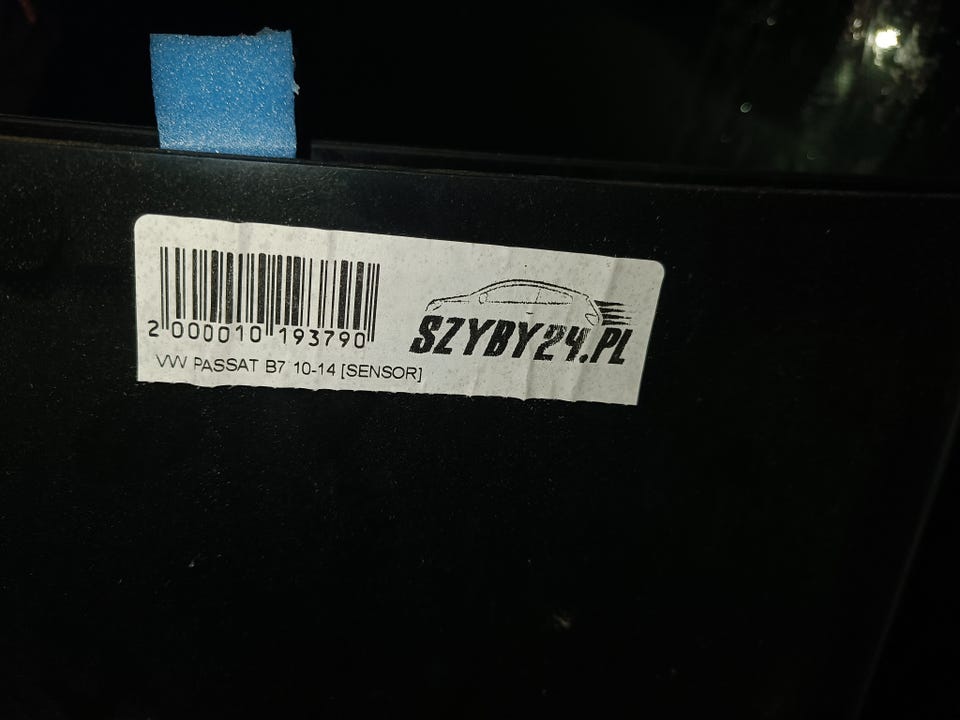 2 000010 193790
SZYBY24.PL
VW PASSAT B7 10-14 [SENSOR]